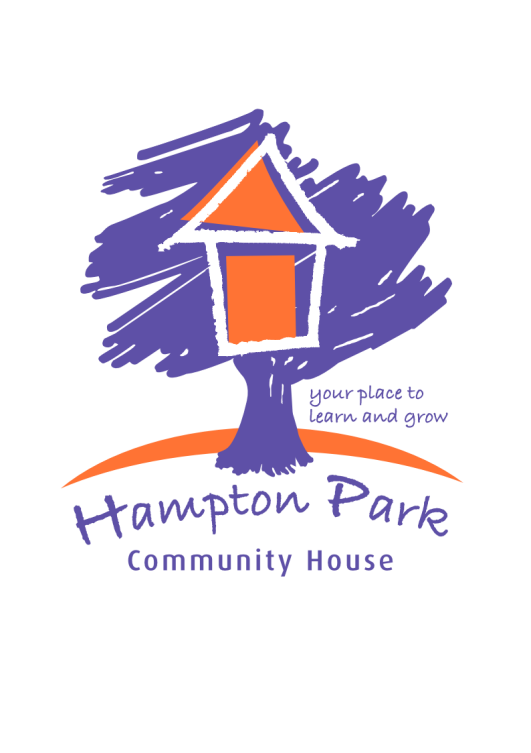 your place to
learn and grow
Hampton Park
Community House